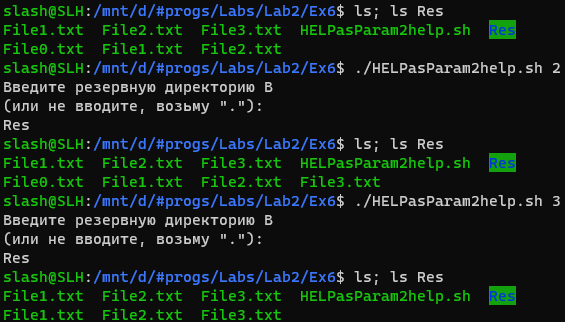 slash@SLH:/mnt/d/#progs/Labs/Lab2/Ex6$ ls; ls Res
File1.txt  File2.txt  File3.txt  HELPasParam2help.sh  Res
File0.txt  File1.txt  File2.txt
slash@SLH:/mnt/d/#progs/Labs/Lab2/Ex6$ ./HELPasParam2help.sh 2
Введите резервную директорию B
(или не вводите, возьму "."):
Res
slash@SLH:/mnt/d/#progs/Labs/Lab2/Ex6$ ls; ls Res
File1.txt  File2.txt  File3.txt  HELPasParam2help.sh  Res
File0.txt  File1.txt  File2.txt  File3.txt
slash@SLH:/mnt/d/#progs/Labs/Lab2/Ex6$ ./HELPasParam2help.sh 3
Введите резервную директорию B
(или не вводите, возьму "."):
Res
slash@SLH:/mnt/d/#progs/Labs/Lab2/Ex6$ ls; ls Res
File1.txt  File2.txt  File3.txt  HELPasParam2help.sh  Res
File1.txt  File2.txt  File3.txt